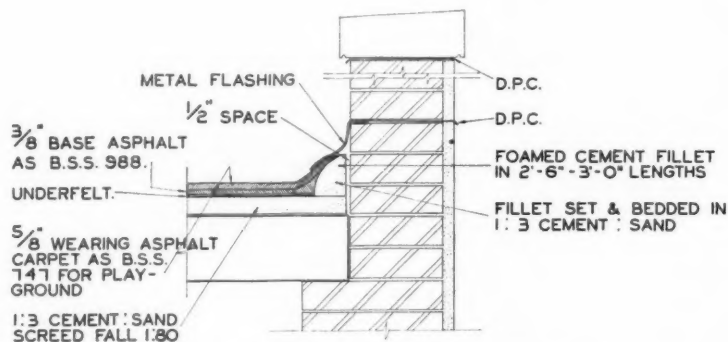 METAL FLASHING
1/2" SPACE
3/8" BASE ASPHALT
AS B.S.S. 988.
UNDERFELT.
5/8" WEARING ASPHALT
CARPET AS B.S.S.
747 FOR PLAY-
GROUND
1:3 CEMENT:SAND
SCREED FALL 1:80
D.P.C.
D.P.C.
FOAMED CEMENT FILLET
IN 2'-6"-3'-0" LENGTHS
FILLET SET & BEDDED IN
1:3 CEMENT : SAND